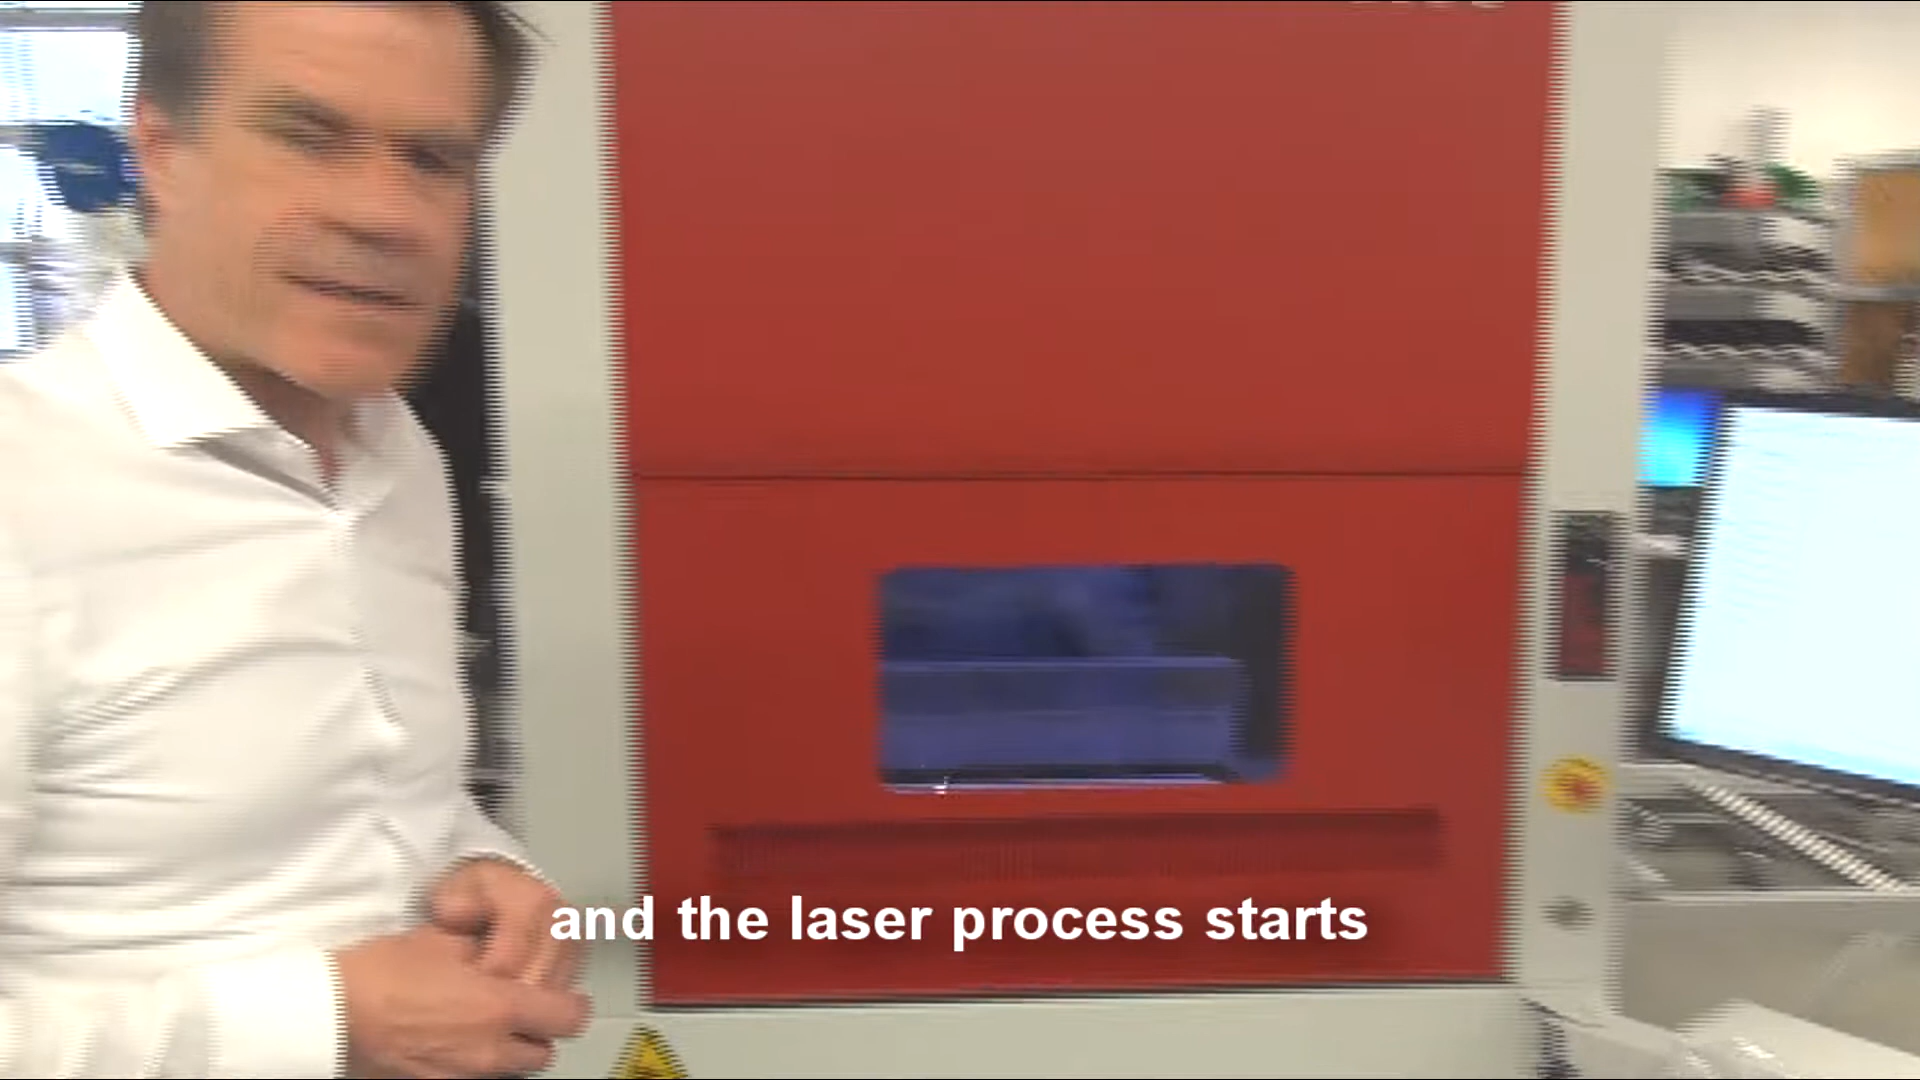 and the laser process starts